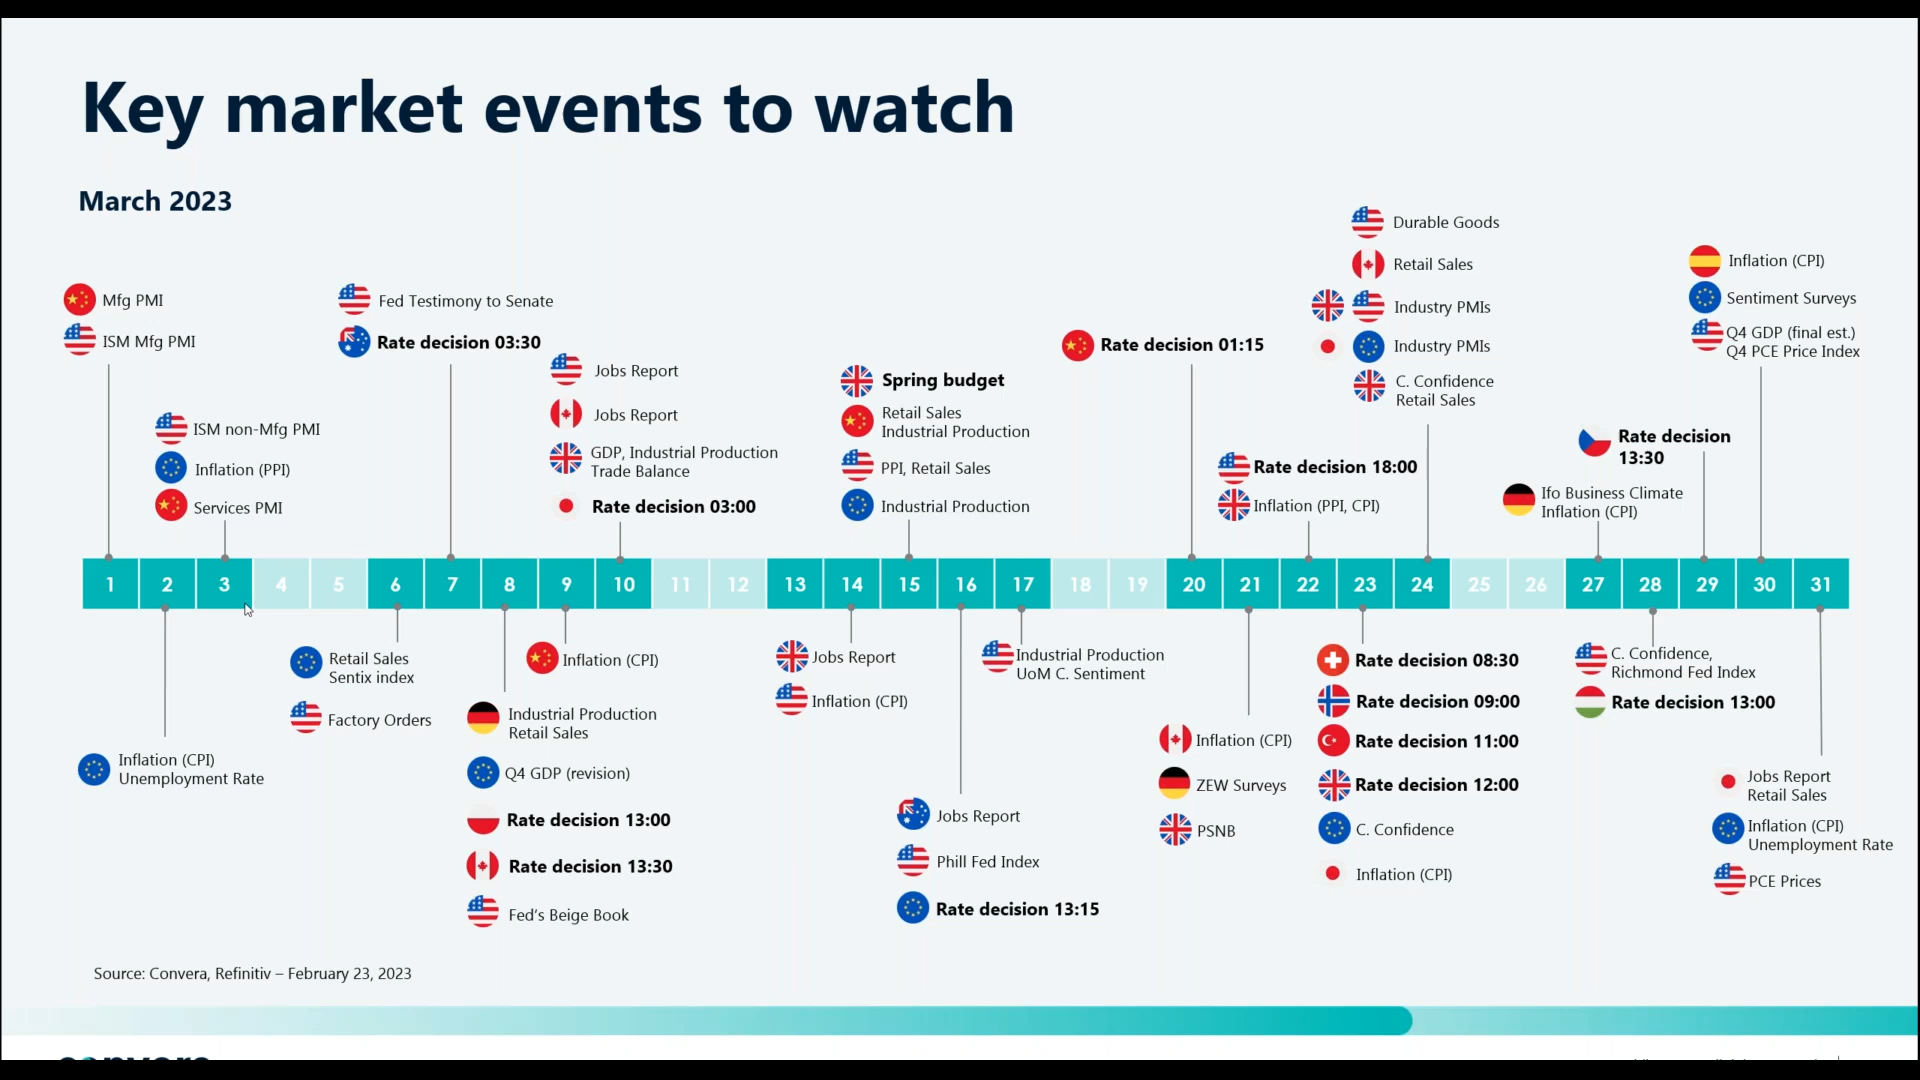 Key market events to watch
March 2023
Durable Goods
Retail Sales
Industry PMIs
Industry PMIs
C. Confidence
Retail Sales
Inflation (CPI)
Sentiment Surveys
Q4 GDP (final est.)
Q4 PCE Price Index
Mfg PMI
ISM Mfg PMI
Fed Testimony to Senate
Rate decision 03:30
Jobs Report
Jobs Report
GDP, Industrial Production
Trade Balance
Rate decision 03:00
Spring budget
Retail Sales
Industrial Production
PPI, Retail Sales
Industrial Production
Rate decision 01:15
Rate decision 18:00
Inflation (PPI, CPI)
Rate decision
13:30
Ifo Business Climate
Inflation (CPI)
ISM non-Mfg PMI
Inflation (PPI)
Services PMI
1 2 3 4 5 6 7 8 9 10 11 12 13 14 15 16 17 18 19 20 21 22 23 24 25 26 27 28 29 30 31
Inflation (CPI)
Unemployment Rate
Retail Sales
Sentix index
Factory Orders
Inflation (CPI)
Industrial Production
Retail Sales
Q4 GDP (revision)
Rate decision 13:00
Rate decision 13:30
Fed's Beige Book
Jobs Report
Inflation (CPI)
Industrial Production
UoM C. Sentiment
Jobs Report
Phill Fed Index
Rate decision 13:15
Inflation (CPI)
ZEW Surveys
PSNB
Rate decision 08:30
Rate decision 09:00
Rate decision 11:00
Rate decision 12:00
C. Confidence
Inflation (CPI)
C. Confidence,
Richmond Fed Index
Rate decision 13:00
Jobs Report
Retail Sales
Inflation (CPI)
Unemployment Rate
PCE Prices
Source: Convera, Refinitiv – February 23, 2023